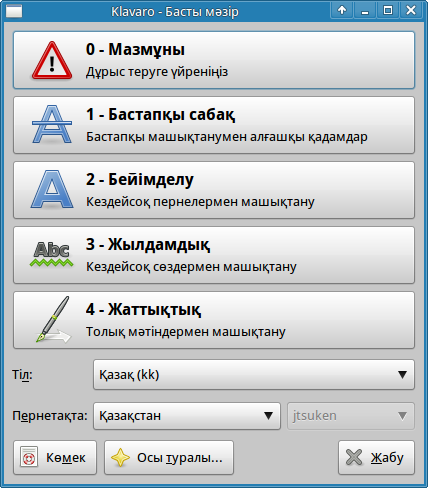 Klavaro - Басты мәзір
0 - Мазмұны
Дұрыс теруге үйреніңіз
1 - Бастапқы сабақ
Бастапқы машықтанумен алғашқы қадамдар
2 - Бейімделу
Кездейсоқ пернелермен машықтану
Abc
3 - Жылдамдық
Кездейсоқ сөздермен машықтану
4 - Жаттықтық
Толық мәтіндермен машықтану
Тіл: Қазақ (kk)
Пернетақта: Қазақстан jtsuken
Көмек Осы туралы... Жабу